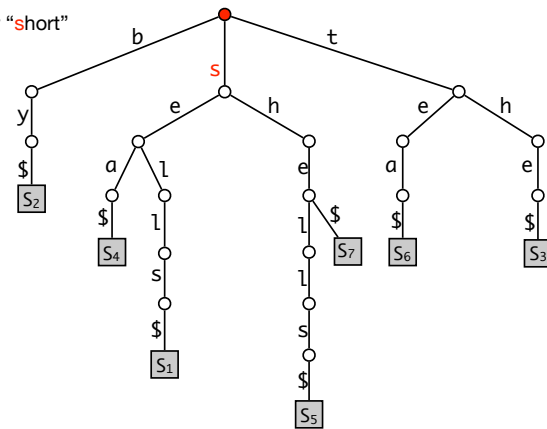 “short”
b s t
y e h e h
$ a l e a e
S₂ $ l l $ $ $
S₄ s l S₇ S₆ S₃
$ s
S₁ $
S₅